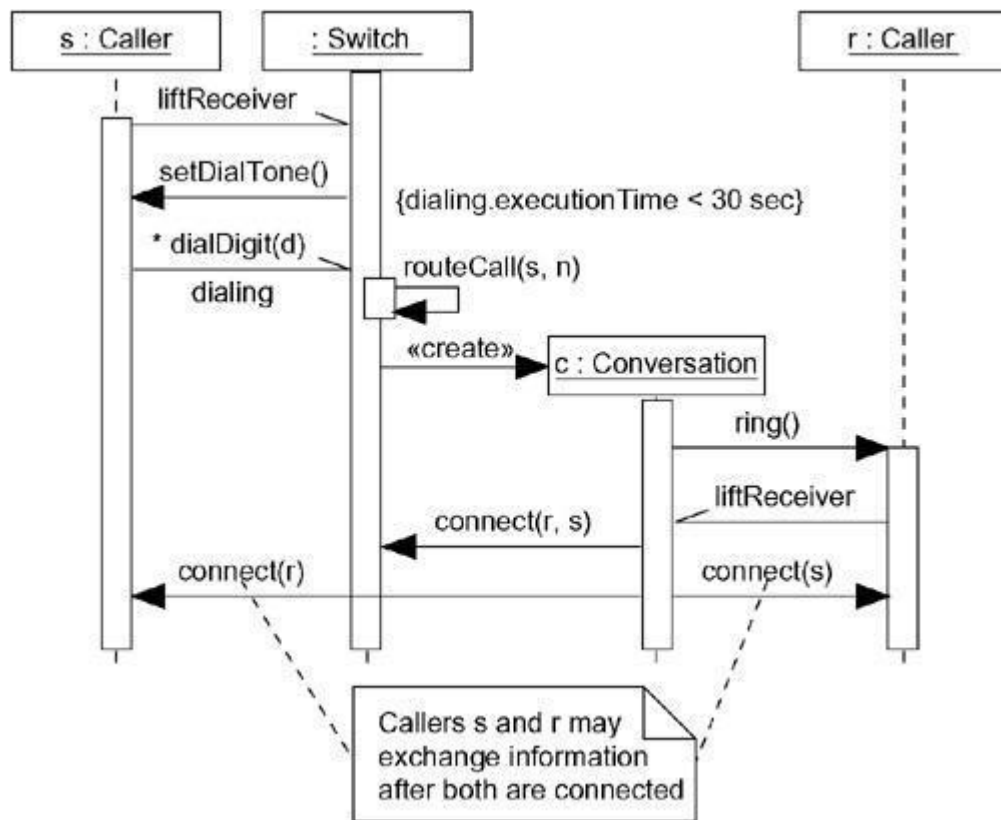 s : Caller
: Switch
r : Caller
liftReceiver
setDialTone()
{dialing.executionTime < 30 sec}
* dialDigit(d)
dialing
routeCall(s, n)
«create»
c : Conversation
ring()
liftReceiver
connect(r, s)
connect(r)
connect(s)
Callers s and r may
exchange information
after both are connected